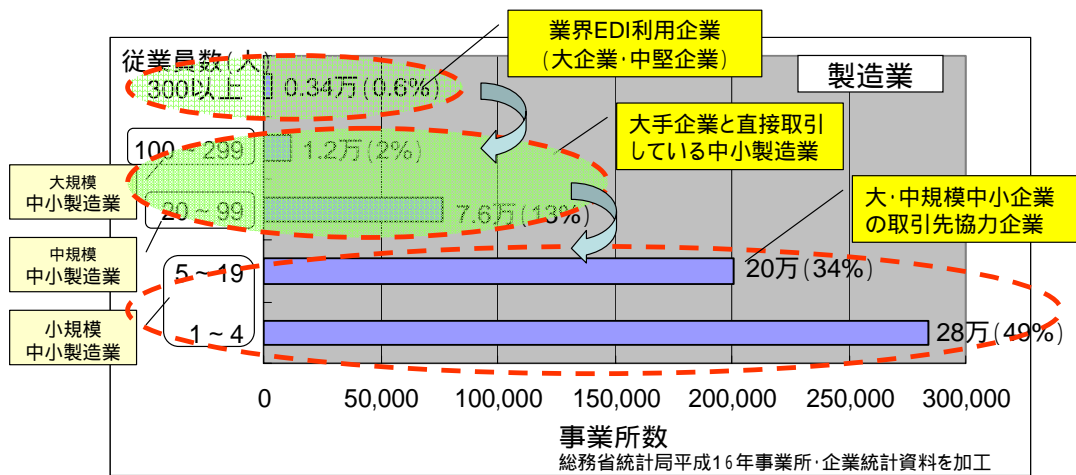 業界EDI利用企業
(大企業･中堅企業)
製造業
従業員数(人)
300以上
0.34万(0.6%)
大手企業と直接取引
している中小製造業
100~299
1.2万(2%)
大規模
中小製造業
20~99
7.6万(13%)
大･中規模中小企業
の取引先協力企業
中規模
中小製造業
5~19
20万(34%)
小規模
中小製造業
1~4
28万(49%)
0
50,000
100,000
150,000
200,000
250,000
300,000
事業所数
総務省統計局平成16年事業所･企業統計資料を加工